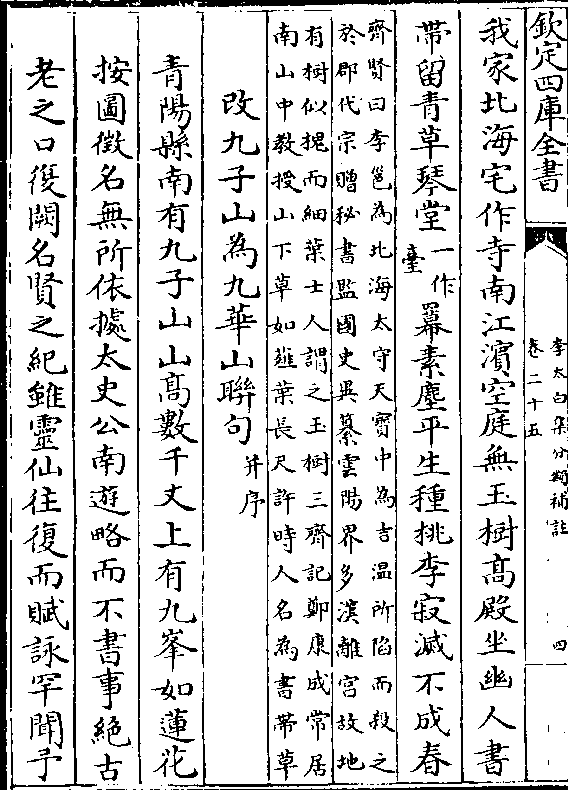 欽定四庫全書
李太白集分類補註
卷二十五
四
我家北海宅作寺南江濵空庭無玉樹髙殿坐幽人書
帶留青草琴堂一作臺羃素塵平生種桃李寂滅不成春
齊賢曰李邕為北海太守天寶中為吉温所陷而殺之
於郡代宗贈秘書監國史異纂雲陽界多漢離宫故地
有樹似槐而細葉士人謂之玉樹三齊記鄭康成常居
南山中教授山下草如薤葉長尺許時人名為書帶草
改九子山為九華山聯句并序
青陽縣南有九子山山髙數千丈上有九峯如蓮花
按圖徴名無所依據太史公南遊略而不書事絶古
老之口復闕名賢之紀雖靈仙往復而賦詠罕聞予